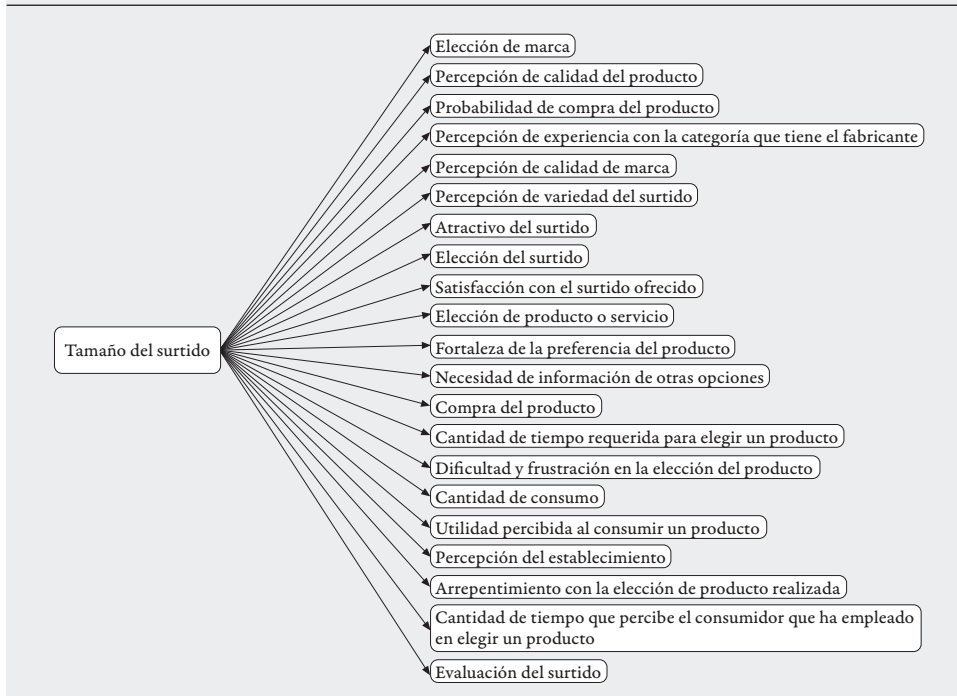 Elección de marca
Percepción de calidad del producto
Probabilidad de compra del producto
Percepción de experiencia con la categoría que tiene el fabricante
Percepción de calidad de marca
Percepción de variedad del surtido
Atractivo del surtido
Elección del surtido
Satisfacción con el surtido ofrecido
Elección de producto o servicio
Tamaño del surtido
Fortaleza de la preferencia del producto
Necesidad de información de otras opciones
Compra del producto
Cantidad de tiempo requerida para elegir un producto
Dificultad y frustración en la elección del producto
Cantidad de consumo
Utilidad percibida al consumir un producto
Percepción del establecimiento
Arrepentimiento con la elección de producto realizada
Cantidad de tiempo que percibe el consumidor que ha empleado
en elegir un producto
Evaluación del surtido